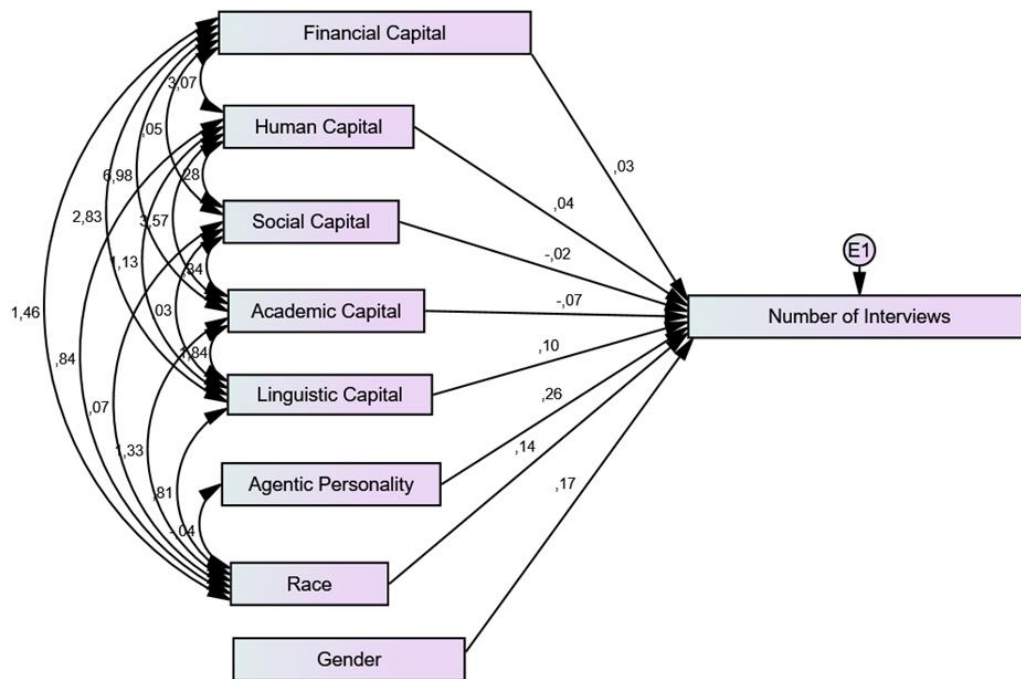 Financial Capital
3,07
Human Capital
,05
,03
6,98
28
,04
2,83
3,57
Social Capital
-,02
E1
1,13
,34
1,46
,03
Academic Capital
-,07
Number of Interviews
,84
1,84
,10
,07
Linguistic Capital
,26
1,33
,14
,81
Agentic Personality
,17
-,04
Race
Gender